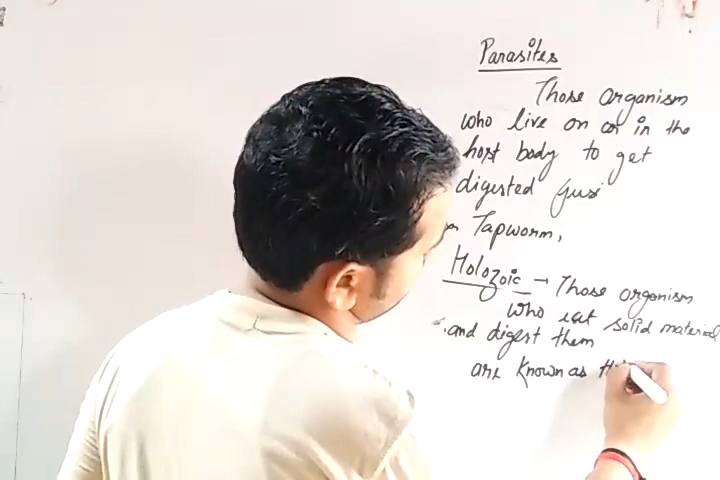 Parasites
Those organism
who live on or in the
host body to get
digested
Tapworm,
Holozoic → Those organism
who eat solid material
and digest them
are known as